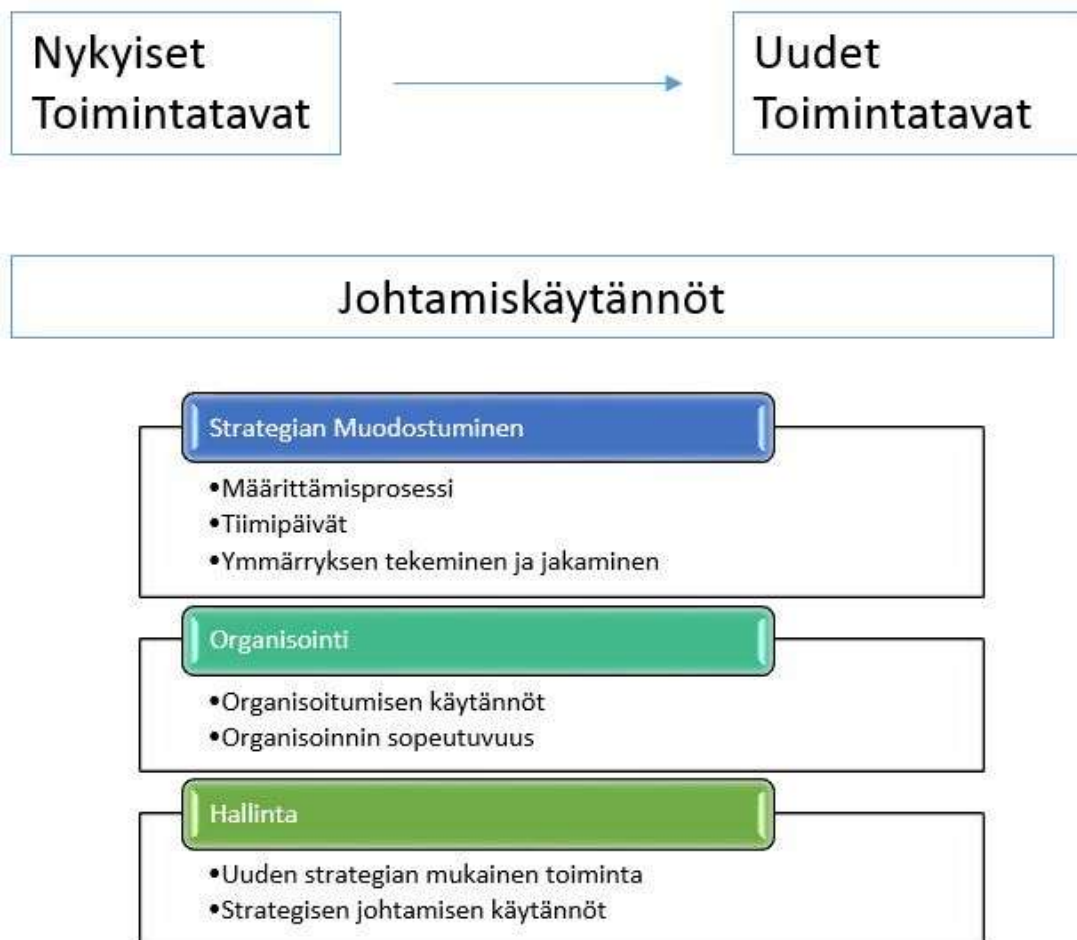 Nykyiset
Toimintatavat
Uudet
Toimintatavat
Johtamiskäytännöt
Strategian Muodostuminen
•Määrittämisprosessi
•Tiimipäivät
•Ymmärryksen tekeminen ja jakaminen
Organisointi
•Organisoitumisen käytännöt
•Organisoinnin sopeutuvuus
Hallinta
•Uuden strategian mukainen toiminta
•Strategisen johtamisen käytännöt